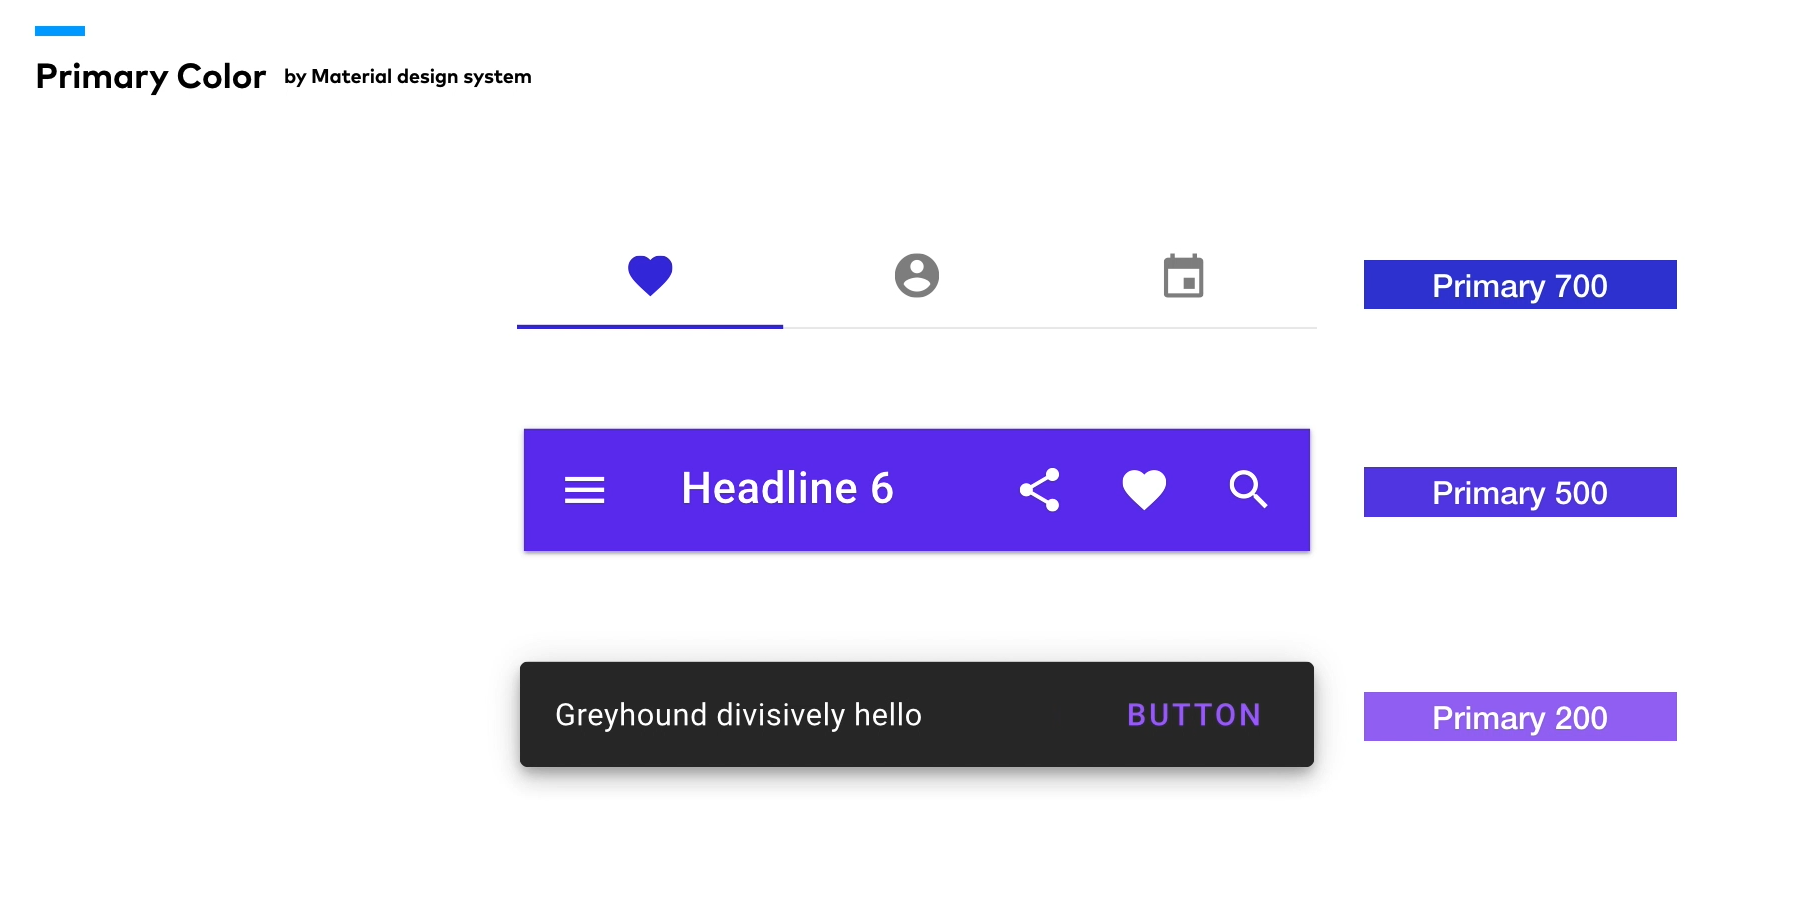 Primary Color by Material design system
Primary 700
Headline 6
Primary 500
Greyhound divisively hello
BUTTON
Primary 200